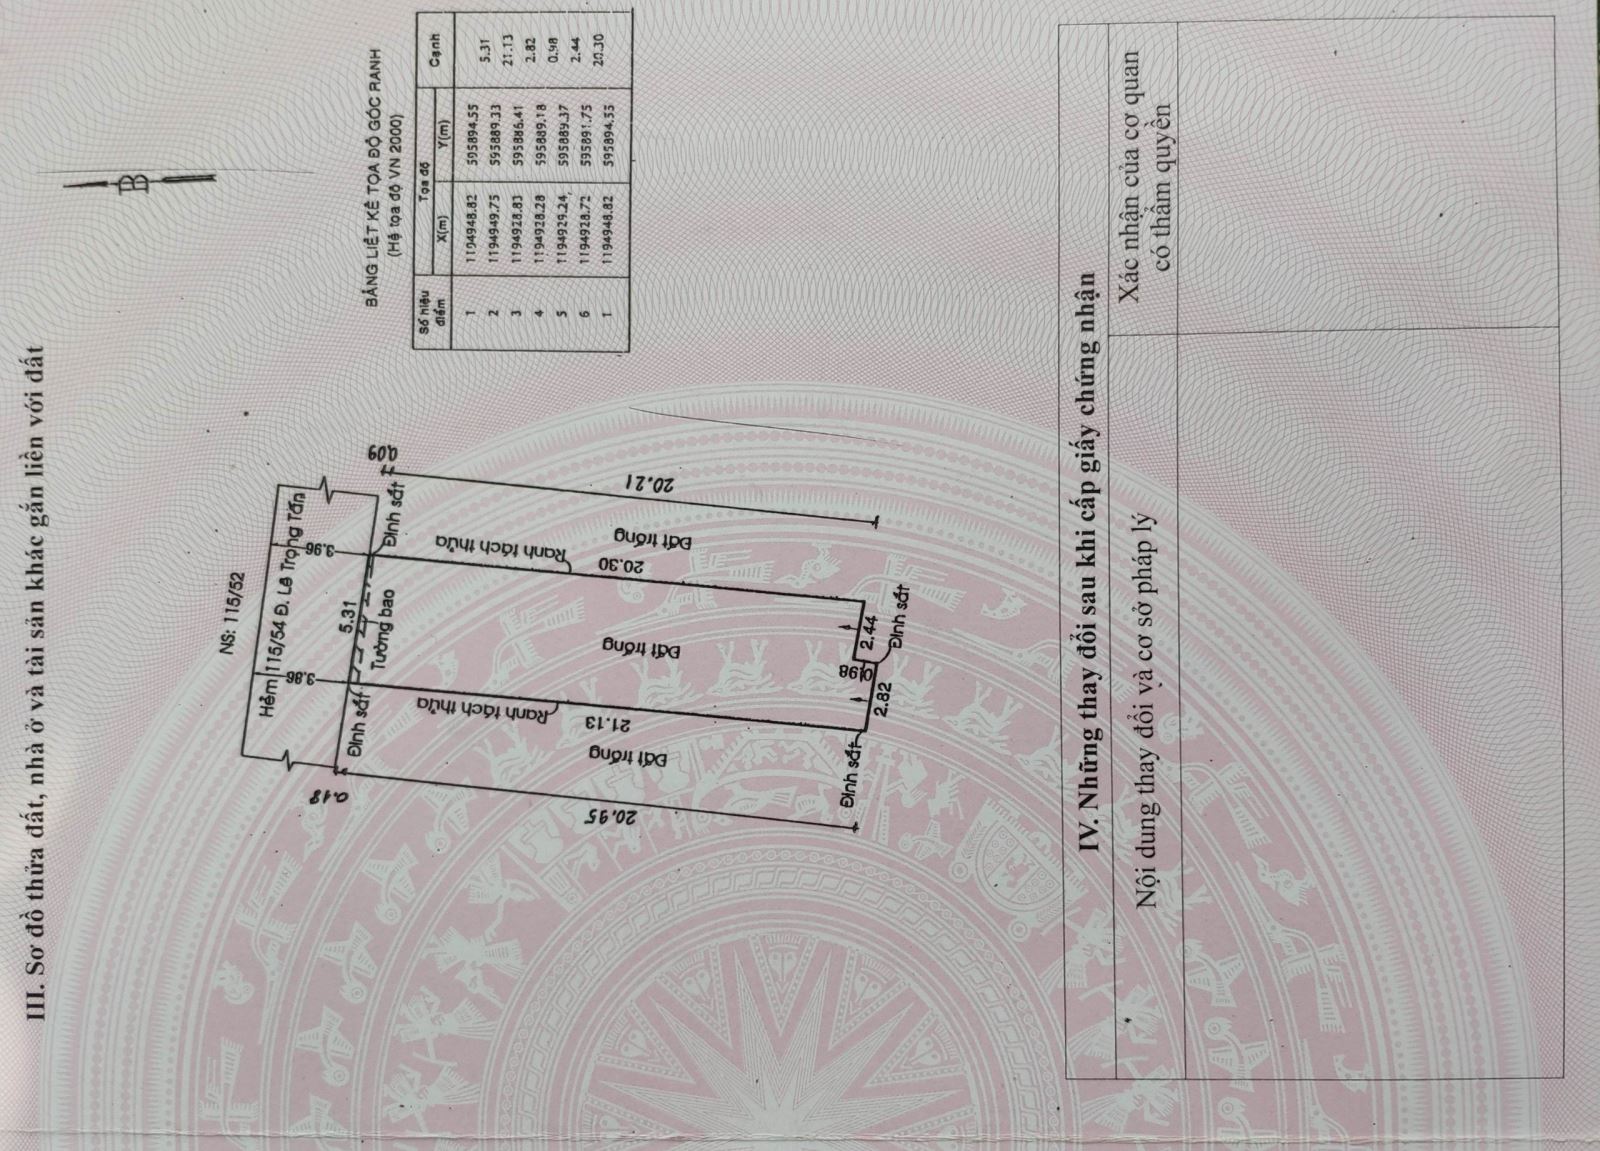 III. Sơ đồ thửa đất, nhà ở và tài sản khác gắn liền với đất
B
NS: 115/52
Hẻm 115/54 Đ. Lê Trọng Tấn
3.86
3.96
5.31
Tường bao
Đinh sắt
Đinh sắt
0.18
0.09
20.95
Đất trống
21.13
Ranh tách thửa
Đất trống
20.30
Ranh tách thửa
Đất trống
20.21
Đinh sắt
2.82
0.98
2.44
Đinh sắt
BẢNG LIỆT KÊ TỌA ĐỘ GÓC RANH
(Hệ tọa độ VN 2000)
Số hiệu điểm Tọa độ Cạnh
X(m) Y(m)
1 1194948.82 595894.55
5.31
2 1194949.75 595889.33
21.13
3 1194928.83 595886.41
2.82
4 1194928.28 595889.18
0.98
5 1194929.24 595889.37
2.44
6 1194928.72 595891.75
20.30
1 1194948.82 595894.55
IV. Những thay đổi sau khi cấp giấy chứng nhận
Nội dung thay đổi và cơ sở pháp lý
Xác nhận của cơ quan
có thẩm quyền